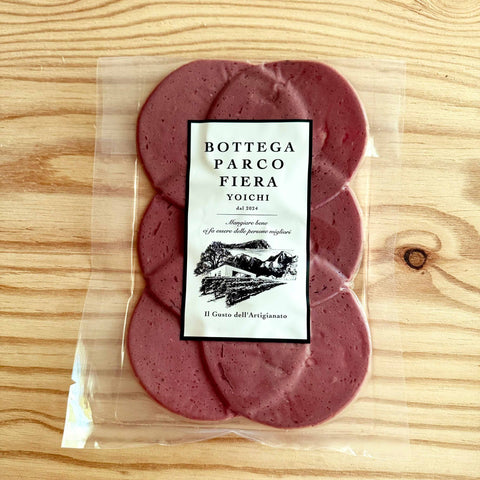 BOTTEGA
PARCO
FIERA
YOICHI
dal 2024
Mangiare bene
vi fa essere delle persone migliori
Il Gusto dell'Artigianato